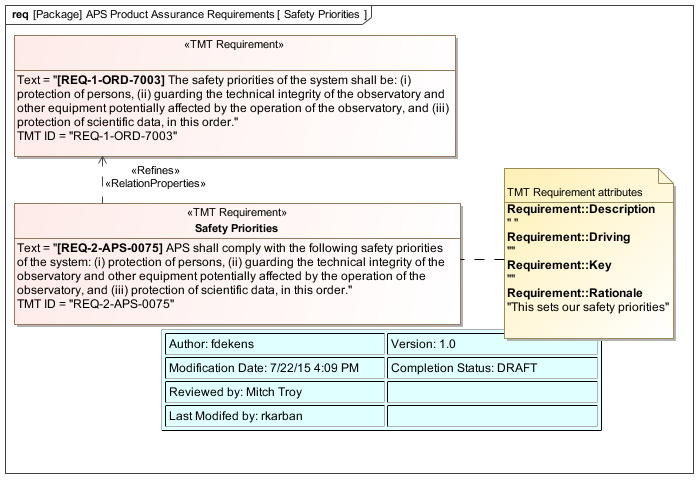 req [Package] APS Product Assurance Requirements [ Safety Priorities ]
«TMT Requirement»
Text = "[REQ-1-ORD-7003] The safety priorities of the system shall be: (i)
protection of persons, (ii) guarding the technical integrity of the observatory and
other equipment potentially affected by the operation of the observatory, and (iii)
protection of scientific data, in this order."
TMT ID = "REQ-1-ORD-7003"
«Refines»
«RelationProperties»
«TMT Requirement»
Safety Priorities
Text = "[REQ-2-APS-0075] APS shall comply with the following safety priorities
of the system: (i) protection of persons, (ii) guarding the technical integrity of the
observatory and other equipment potentially affected by the operation of the
observatory, and (iii) protection of scientific data, in this order."
TMT ID = "REQ-2-APS-0075"
TMT Requirement attributes
Requirement::Description
" "
Requirement::Driving
""
Requirement::Key
""
Requirement::Rationale
"This sets our safety priorities"
Author: fdekens
Version: 1.0
Modification Date: 7/22/15 4:09 PM
Completion Status: DRAFT
Reviewed by: Mitch Troy
Last Modifed by: rkarban